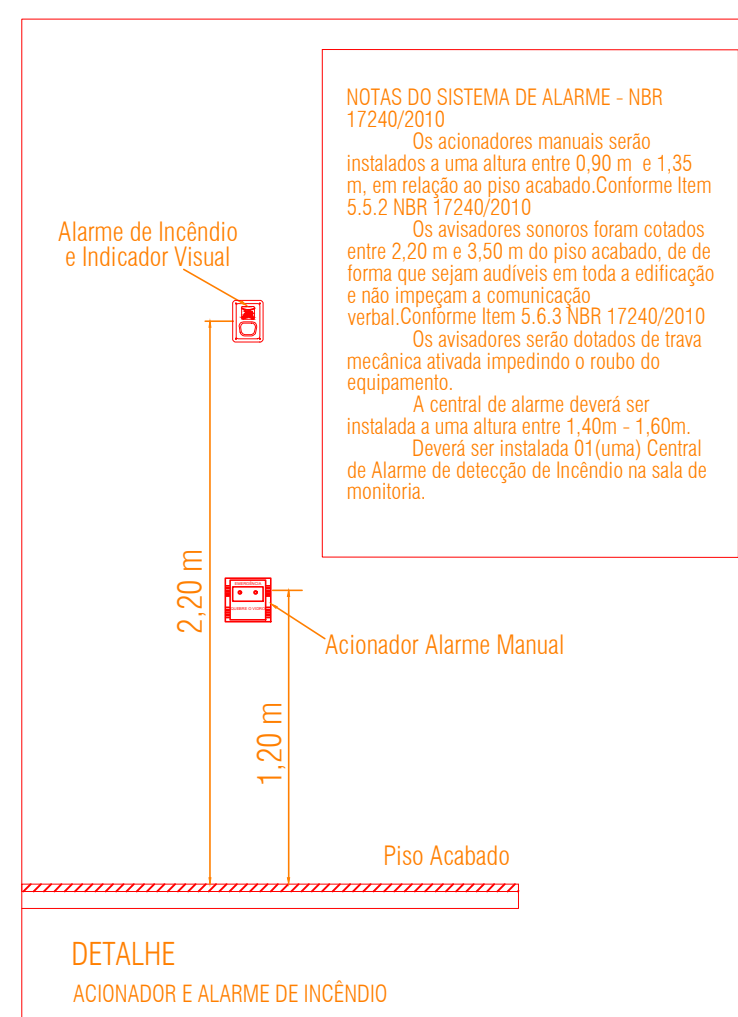 NOTAS DO SISTEMA DE ALARME - NBR
17240/2010
Os acionadores manuais serão
instalados a uma altura entre 0,90 m e 1,35
m, em relação ao piso acabado.Conforme Item
5.5.2 NBR 17240/2010
Os avisadores sonoros foram cotados
entre 2,20 m e 3,50 m do piso acabado, de de
forma que sejam audíveis em toda a edificação
e não impeçam a comunicação
verbal.Conforme Item 5.6.3 NBR 17240/2010
Os avisadores serão dotados de trava
mecânica ativada impedindo o roubo do
equipamento.
A central de alarme deverá ser
instalada a uma altura entre 1,40m - 1,60m.
Deverá ser instalada 01(uma) Central
de Alarme de detecção de Incêndio na sala de
monitoria.
Alarme de Incêndio
e Indicador Visual
2,20 m
Acionador Alarme Manual
1,20 m
Piso Acabado
DETALHE
ACIONADOR E ALARME DE INCÊNDIO